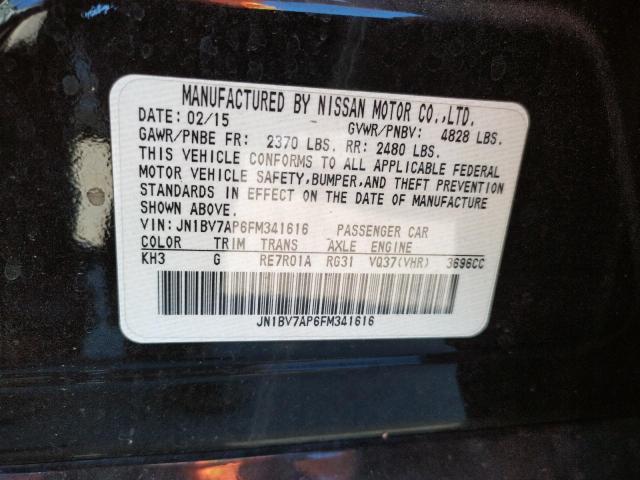 MANUFACTURED BY NISSAN MOTOR CO.,LTD.
DATE: 02/15 GVWR/PNBV: 4828 LBS.
GAWR/PNBE FR: 2370 LBS. RR: 2480 LBS.
THIS VEHICLE CONFORMS TO ALL APPLICABLE FEDERAL
MOTOR VEHICLE SAFETY,BUMPER,AND THEFT PREVENTION
STANDARDS IN EFFECT ON THE DATE OF MANUFACTURE
SHOWN ABOVE.
VIN: JN1BV7AP6FM341616 PASSENGER CAR
COLOR TRIM TRANS AXLE ENGINE
KH3 G RE7R01A RG31 VQ37(VHR) 3696CC
JN1BV7AP6FM341616